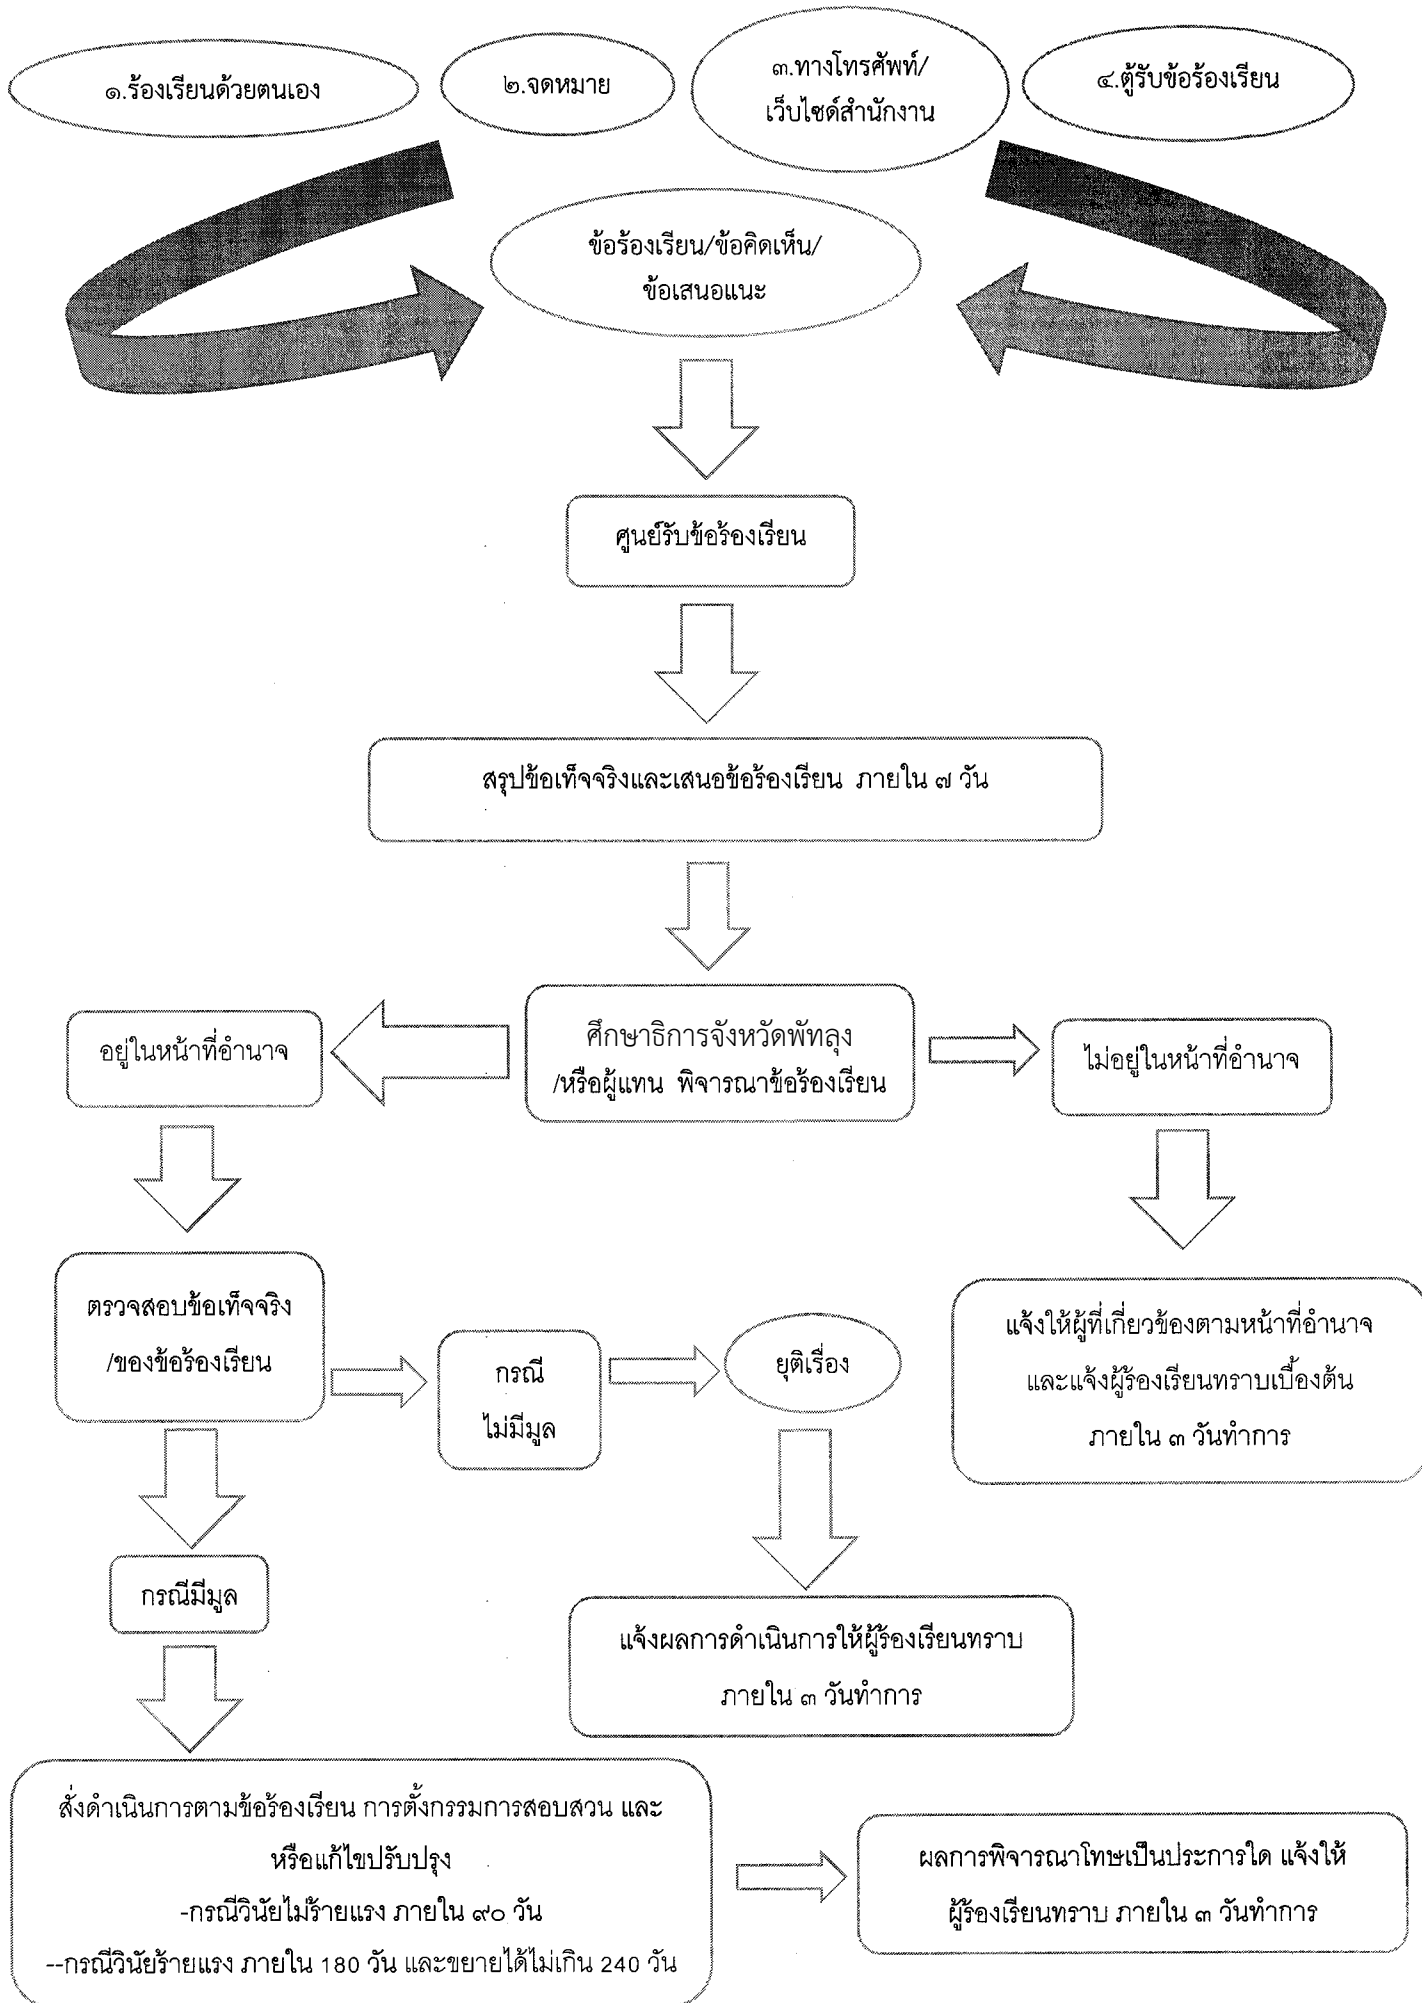 ๑.ร้องเรียนด้วยตนเอง
๒.จดหมาย
๓.ทางโทรศัพท์/
เว็บไซด์สำนักงาน
๔.ตู้รับข้อร้องเรียน
ข้อร้องเรียน/ข้อคิดเห็น/
ข้อเสนอแนะ
ศูนย์รับข้อร้องเรียน
สรุปข้อเท็จจริงและเสนอข้อร้องเรียน ภายใน ๗ วัน
อยู่ในหน้าที่อำนาจ
ศึกษาธิการจังหวัดพัทลุง
/หรือผู้แทน พิจารณาข้อร้องเรียน
ไม่อยู่ในหน้าที่อำนาจ
ตรวจสอบข้อเท็จจริง
/ของข้อร้องเรียน
กรณี
ไม่มีมูล
ยุติเรื่อง
แจ้งให้ผู้ที่เกี่ยวข้องตามหน้าที่อำนาจ
และแจ้งผู้ร้องเรียนทราบเบื้องต้น
ภายใน ๓ วันทำการ
กรณีมีมูล
แจ้งผลการดำเนินการให้ผู้ร้องเรียนทราบ
ภายใน ๓ วันทำการ
สั่งดำเนินการตามข้อร้องเรียน การตั้งกรรมการสอบสวน และ
หรือแก้ไขปรับปรุง
-กรณีวินัยไม่ร้ายแรง ภายใน ๙๐ วัน
--กรณีวินัยร้ายแรง ภายใน 180 วัน และขยายได้ไม่เกิน 240 วัน
ผลการพิจารณาโทษเป็นประการใด แจ้งให้
ผู้ร้องเรียนทราบ ภายใน ๓ วันทำการ